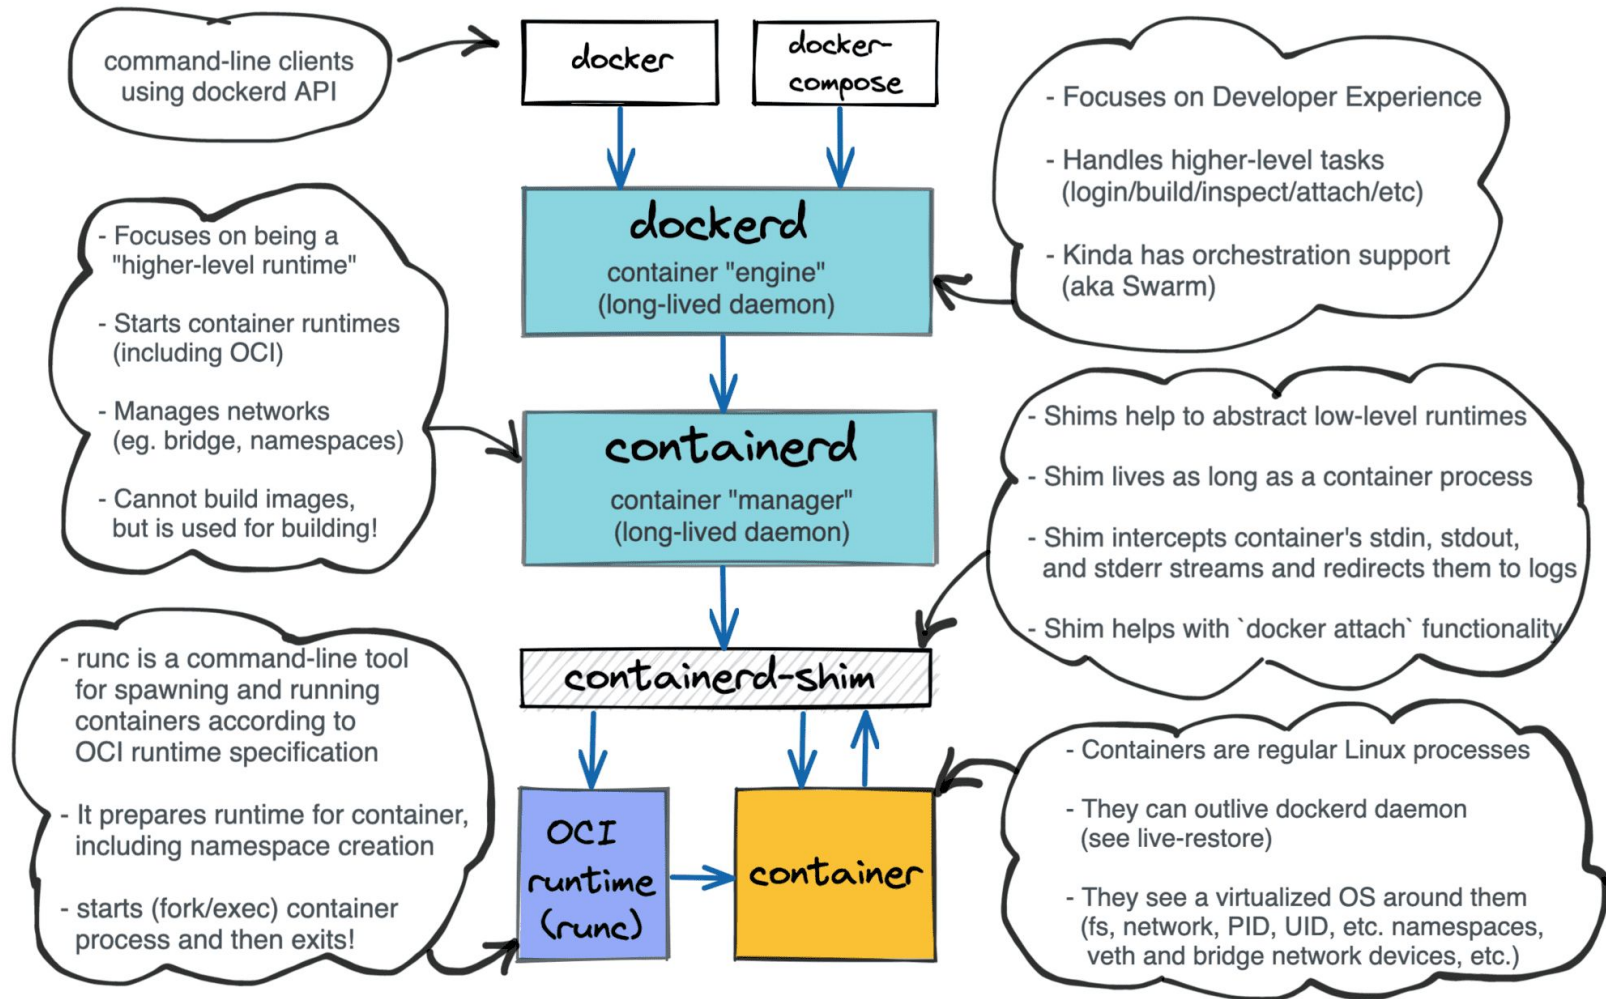 command-line clients
using dockerd API
docker
docker-
compose
- Focuses on Developer Experience
- Handles higher-level tasks
(login/build/inspect/attach/etc)
- Kinda has orchestration support
(aka Swarm)
dockerd
container "engine"
(long-lived daemon)
- Focuses on being a
"higher-level runtime"
- Starts container runtimes
(including OCI)
- Manages networks
(eg. bridge, namespaces)
- Cannot build images,
but is used for building!
containerd
container "manager"
(long-lived daemon)
- Shims help to abstract low-level runtimes
- Shim lives as long as a container process
- Shim intercepts container's stdin, stdout,
and stderr streams and redirects them to logs
- Shim helps with `docker attach` functionality
containerd-shim
- runc is a command-line tool
for spawning and running
containers according to
OCI runtime specification
- It prepares runtime for container,
including namespace creation
- starts (fork/exec) container
process and then exits!
OCI
runtime
(runc)
container
- Containers are regular Linux processes
- They can outlive dockerd daemon
(see live-restore)
- They see a virtualized OS around them
(fs, network, PID, UID, etc. namespaces,
veth and bridge network devices, etc.)